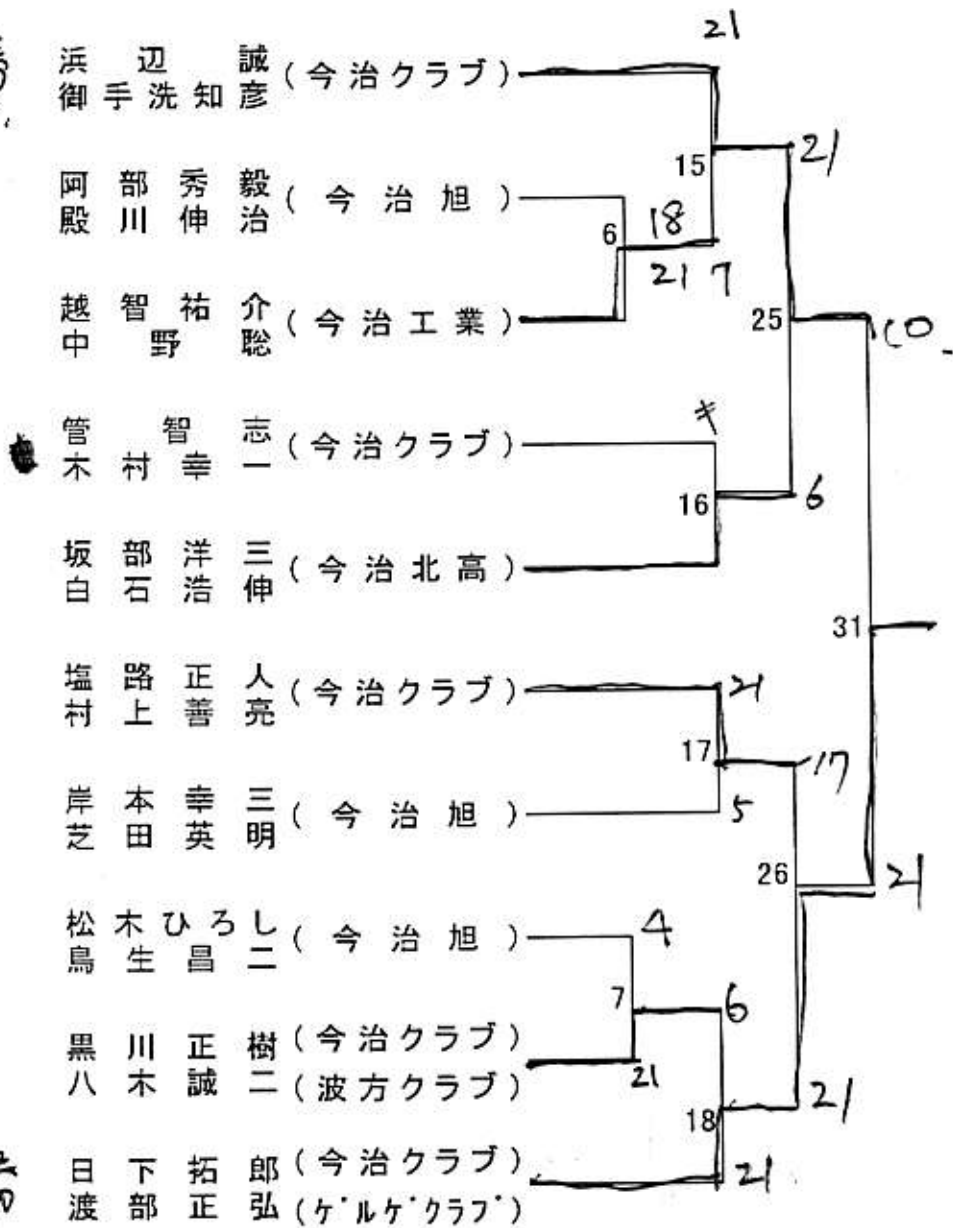 21
浜辺誠 (今治クラブ)
御手洗知彦
15 21
阿部秀毅 (今治旭)
殿川伸治
6 18
21 7
越智祐介 (今治工業)
中野聡
25 10
管智志 (今治クラブ)
木村幸一
キ
16 6
坂部洋三 (今治北高)
白石浩伸
31
塩路正人 (今治クラブ)
村上善亮
21
17 17
岸本幸三 (今治旭)
芝田英明
5
26 21
松木ひろし (今治旭)
鳥生昌二
4
7 6
黒川正樹 (今治クラブ)
八木誠二 (波方クラブ)
21
18 21
日下拓郎 (今治クラブ)
渡部正弘 (ゲルゲクラブ)
21